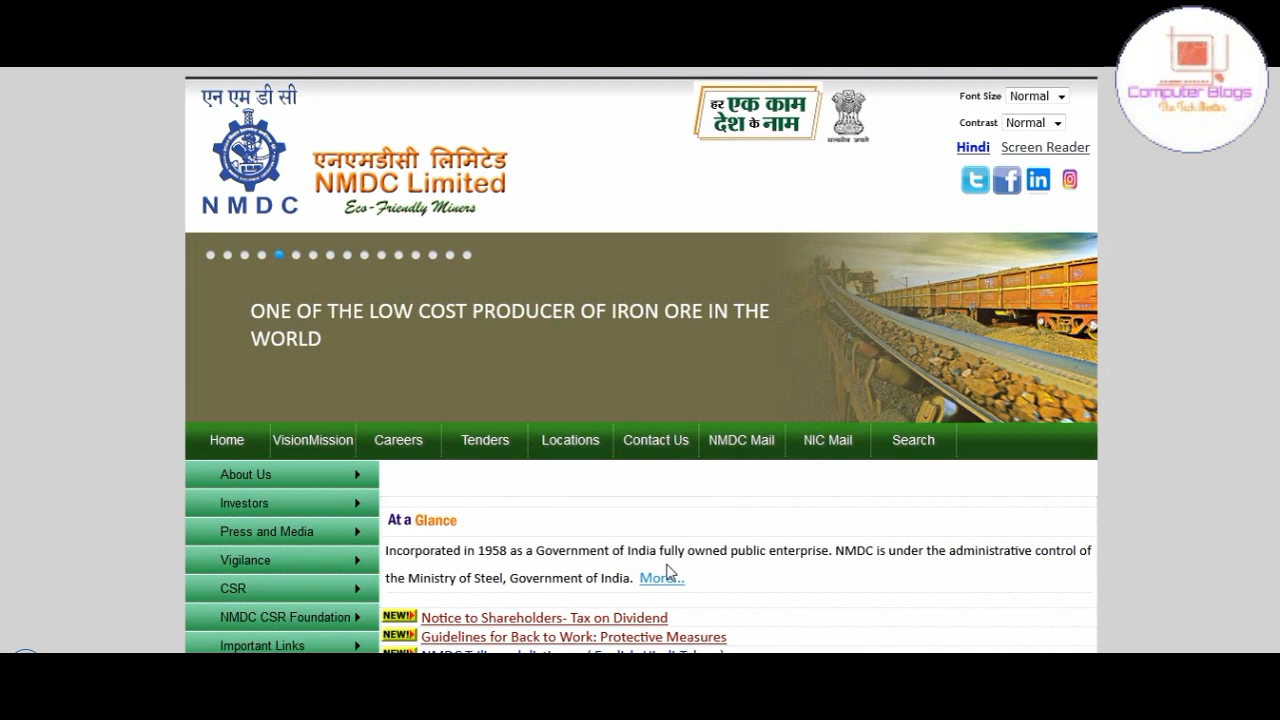 एन एम डी सी
NMDC
एनएमडीसी लिमिटेड
NMDC Limited
Eco-Friendly Miners
हर एक काम
देश के नाम
सत्यमेव जयते
Font Size Normal
Contrast Normal
Hindi Screen Reader
Computer Blogs
ONE OF THE LOW COST PRODUCER OF IRON ORE IN THE
WORLD
Home VisionMission Careers Tenders Locations Contact Us NMDC Mail NIC Mail Search
About Us
Investors
Press and Media
Vigilance
CSR
NMDC CSR Foundation
Important Links
At a Glance
Incorporated in 1958 as a Government of India fully owned public enterprise. NMDC is under the administrative control of
the Ministry of Steel, Government of India. More..
NEW! Notice to Shareholders- Tax on Dividend
NEW! Guidelines for Back to Work: Protective Measures